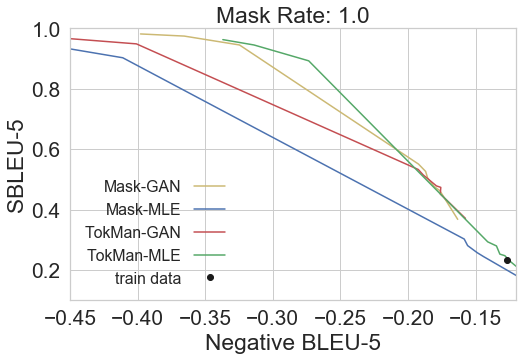 Mask Rate: 1.0
1.0
0.8
0.6
0.4
0.2
SBLEU-5
Mask-GAN
Mask-MLE
TokMan-GAN
TokMan-MLE
train data
−0.45 −0.40 −0.35 −0.30 −0.25 −0.20 −0.15
Negative BLEU-5